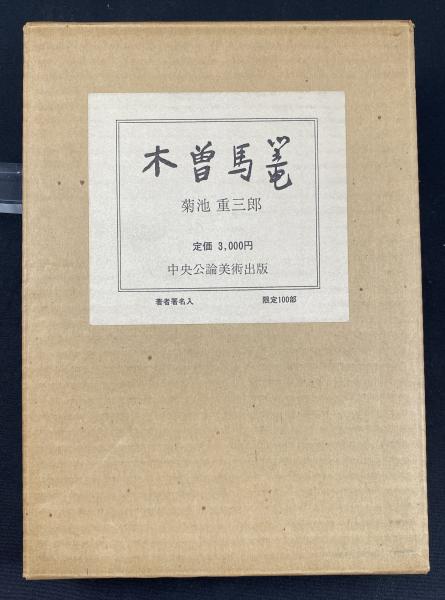 木曽馬籠
菊池 重三郎
定価 3,000円
中央公論美術出版
著者署名入 限定100部